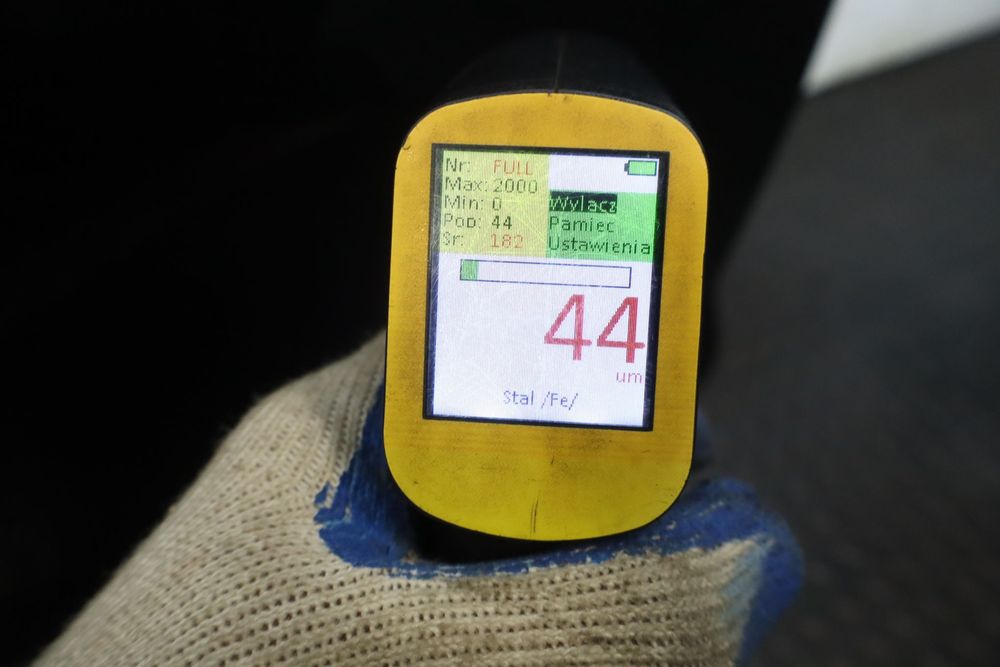 Nr: FULL
Max: 2000
Min: 0
Pop: 44
Sr: 182
Wylacz
Pamiec
Ustawienia
44
um
Stal /Fe/